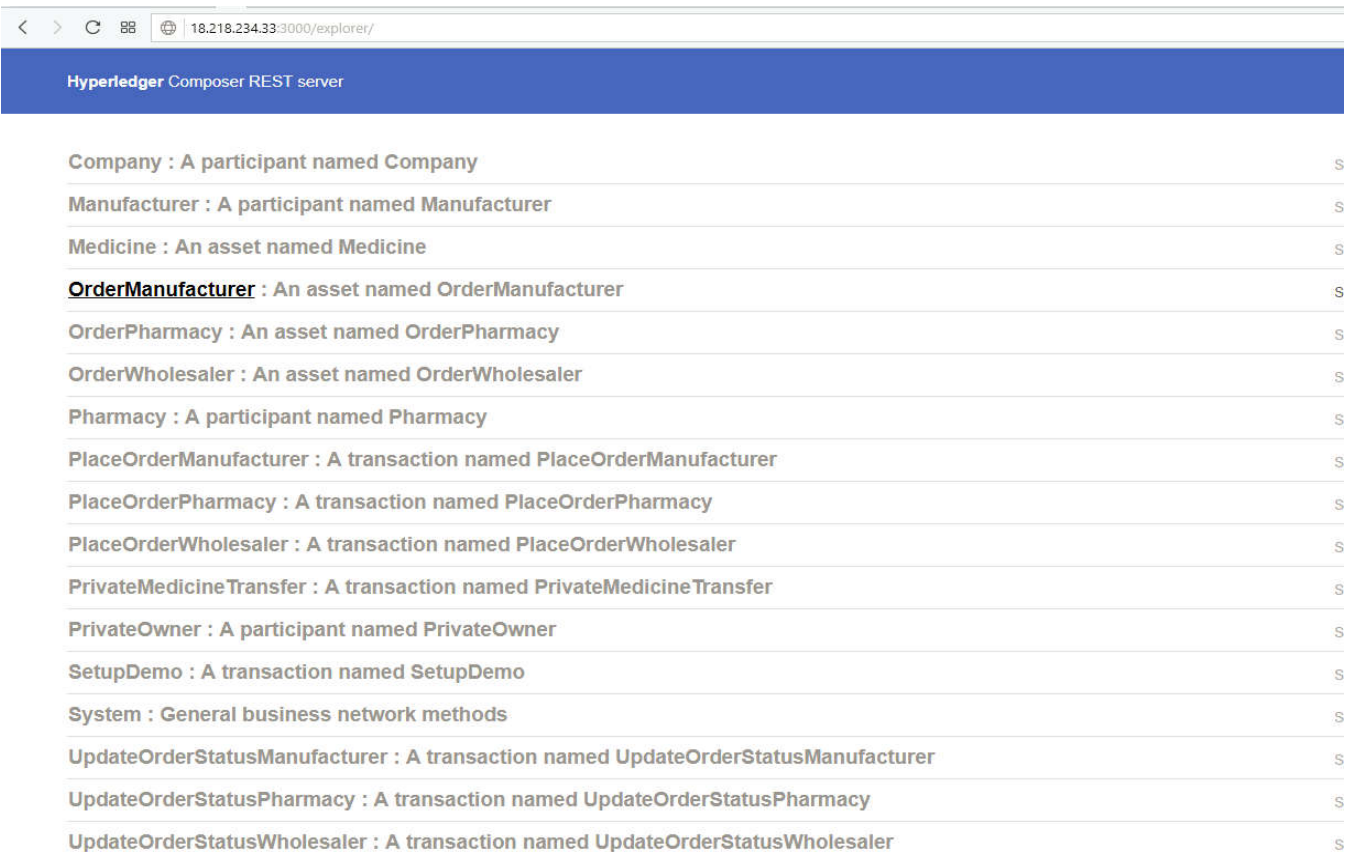 18.218.234.33:3000/explorer/
Hyperledger Composer REST server
Company : A participant named Company S
Manufacturer : A participant named Manufacturer S
Medicine : An asset named Medicine S
OrderManufacturer : An asset named OrderManufacturer S
OrderPharmacy : An asset named OrderPharmacy S
OrderWholesaler : An asset named OrderWholesaler S
Pharmacy : A participant named Pharmacy S
PlaceOrderManufacturer : A transaction named PlaceOrderManufacturer S
PlaceOrderPharmacy : A transaction named PlaceOrderPharmacy S
PlaceOrderWholesaler : A transaction named PlaceOrderWholesaler S
PrivateMedicineTransfer : A transaction named PrivateMedicineTransfer S
PrivateOwner : A participant named PrivateOwner S
SetupDemo : A transaction named SetupDemo S
System : General business network methods S
UpdateOrderStatusManufacturer : A transaction named UpdateOrderStatusManufacturer S
UpdateOrderStatusPharmacy : A transaction named UpdateOrderStatusPharmacy S
UpdateOrderStatusWholesaler : A transaction named UpdateOrderStatusWholesaler S